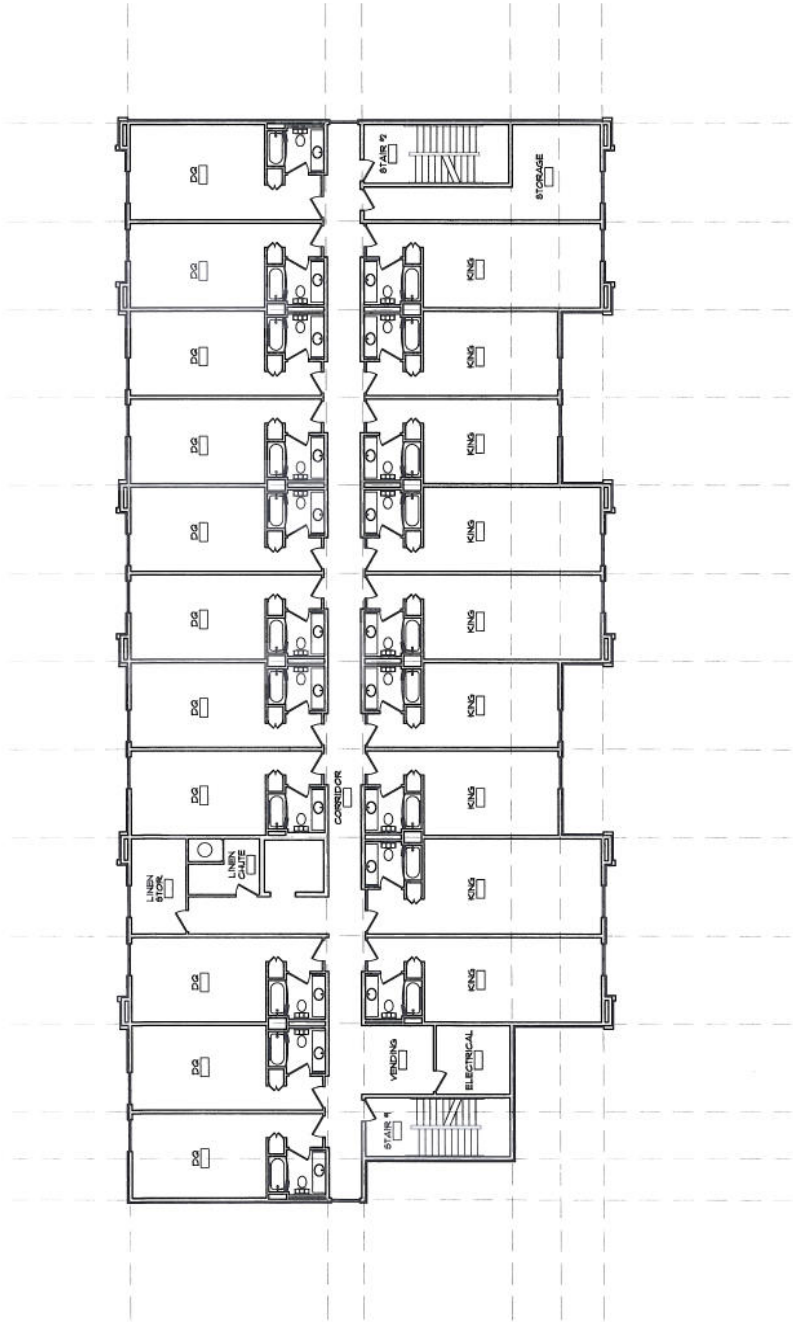 DQ
STAIR #2
STORAGE
DQ
KING
DQ
KING
DQ
KING
DQ
KING
DQ
KING
DQ
KING
DQ
CORRIDOR
KING
LINEN
STOR.
LINEN
CHUTE
KING
DQ
KING
DQ
VENDING
ELECTRICAL
DQ
STAIR #1